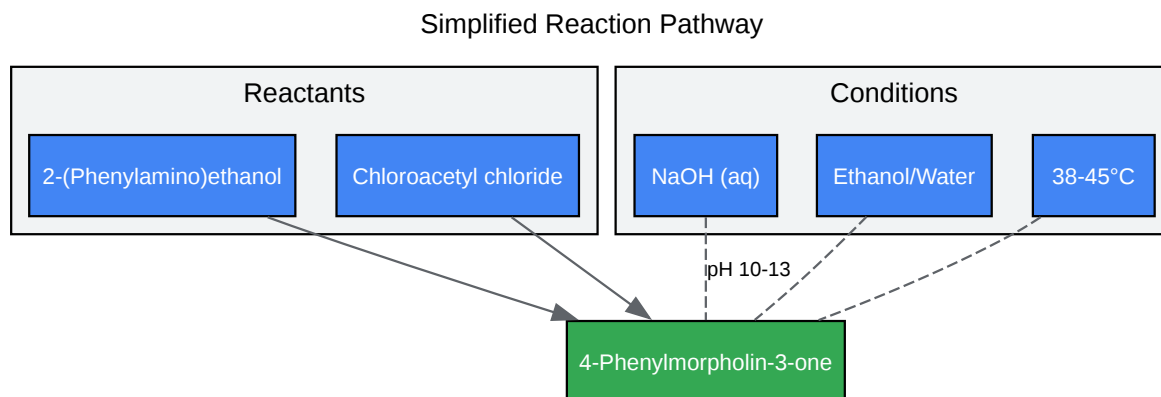 Simplified Reaction Pathway
Reactants
Conditions
2-(Phenylamino)ethanol
Chloroacetyl chloride
NaOH (aq)
Ethanol/Water
38-45°C
pH 10-13
4-Phenylmorpholin-3-one